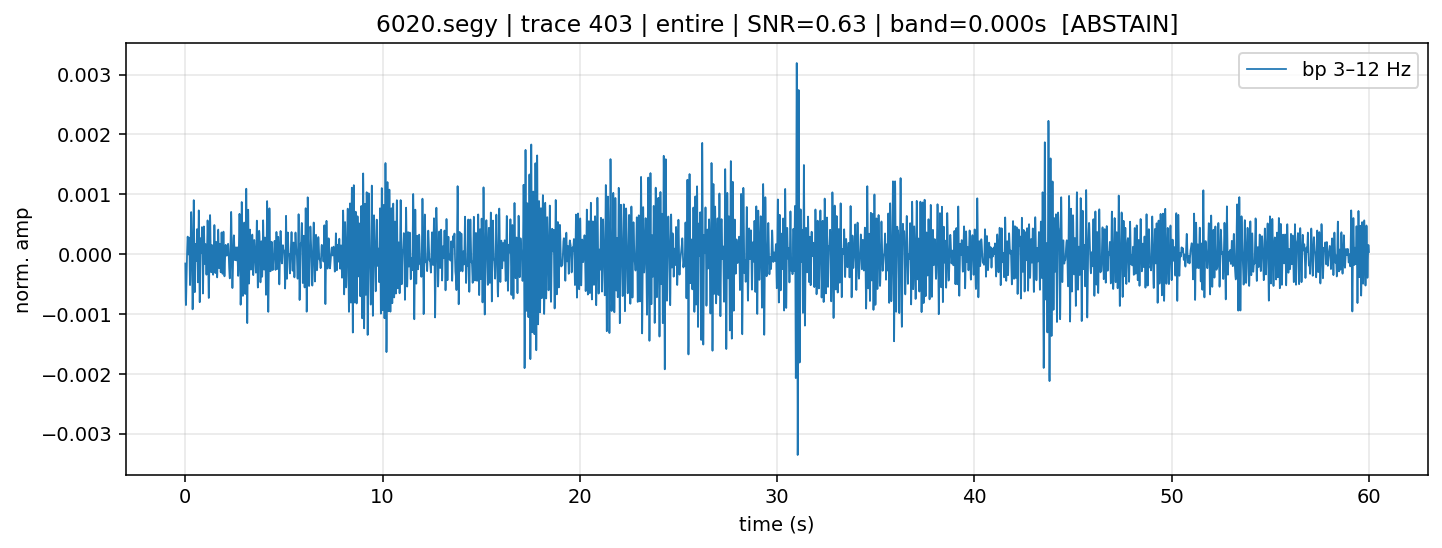 6020.segy | trace 403 | entire | SNR=0.63 | band=0.000s [ABSTAIN]
bp 3–12 Hz
norm. amp
0.003
0.002
0.001
0.000
−0.001
−0.002
−0.003
0 10 20 30 40 50 60
time (s)